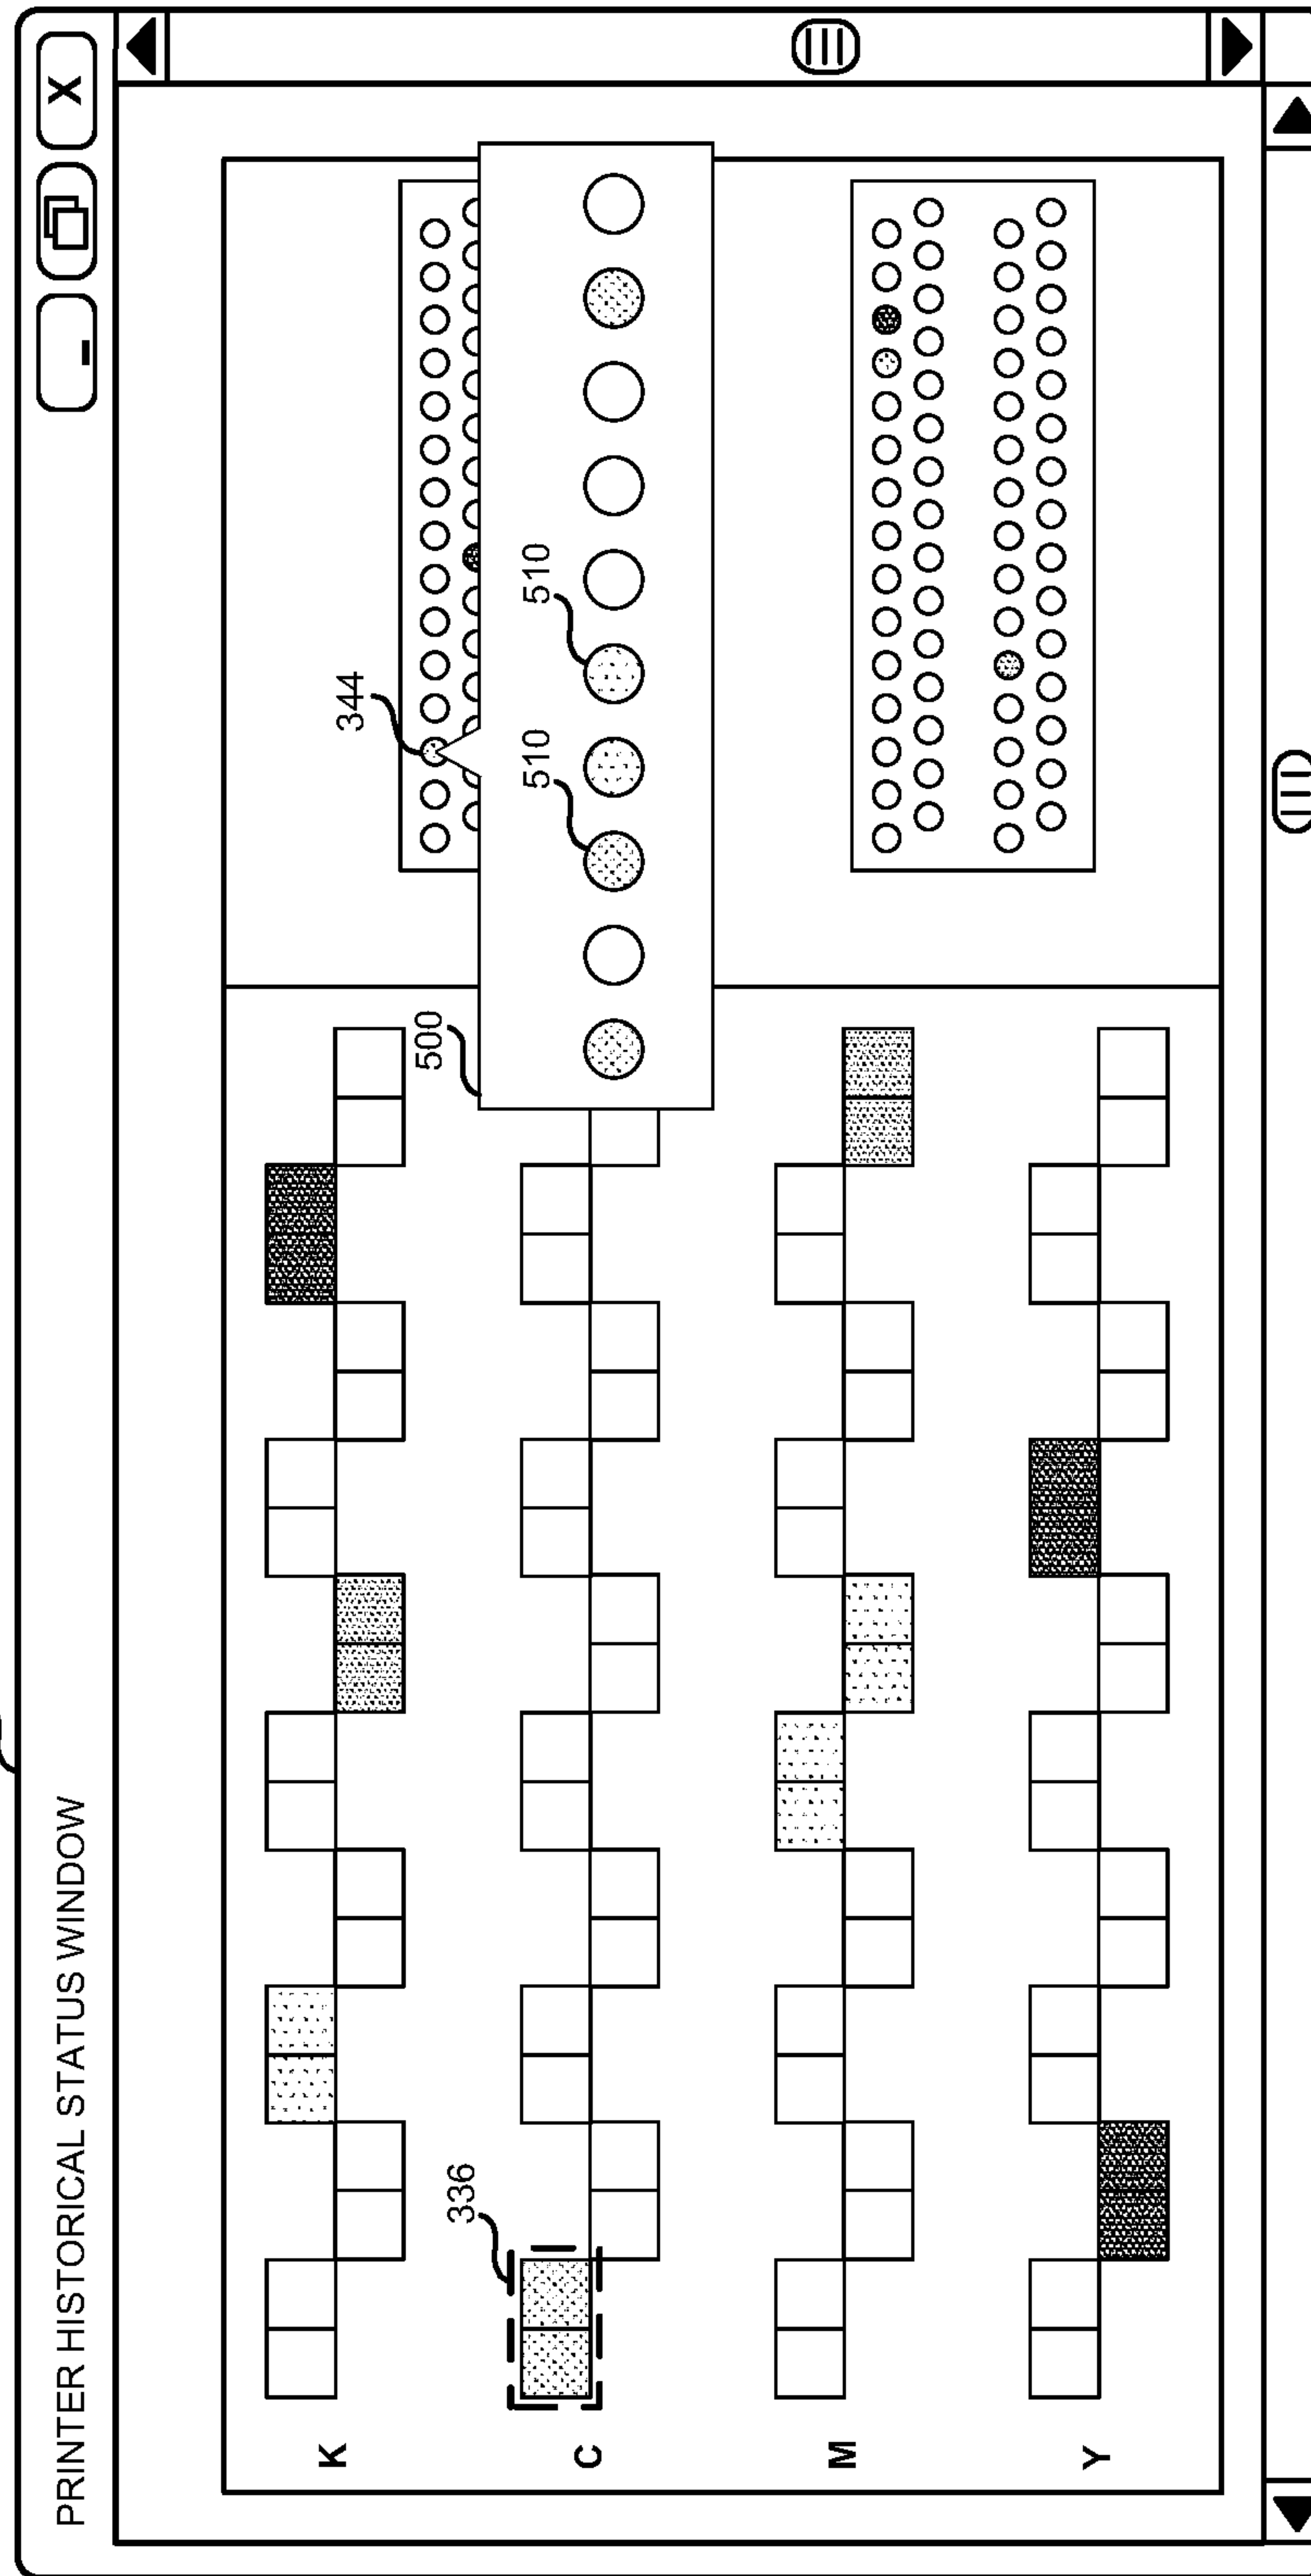 PRINTER HISTORICAL STATUS WINDOW
X
K
344
500
510
510
336
C
M
Y